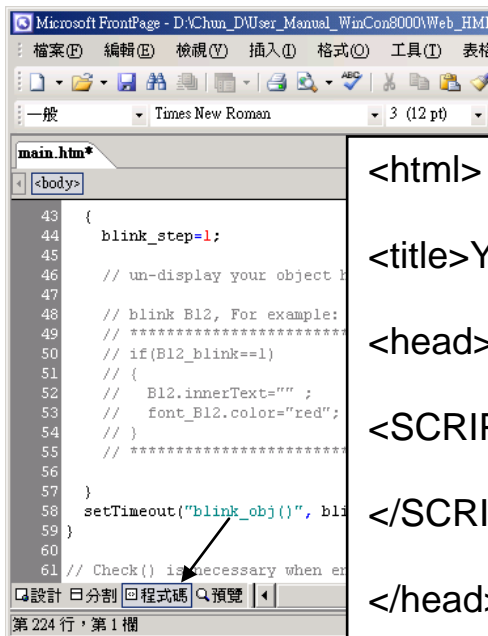 Microsoft FrontPage - D:\Chun_D\User_Manual_WinCon8000\Web_HM
檔案(F) 編輯(E) 檢視(V) 插入(I) 格式(O) 工具(T) 表格
一般 Times New Roman 3 (12 pt)
main.htm*
<body>
43 {
44 blink_step=1;
45
46 // un-display your object h
47
48 // blink B12, For example:
49 // *************************
50 // if(B12_blink==1)
51 // {
52 // B12.innerText="" ;
53 // font_B12.color="red";
54 // }
55 // *************************
56
57 }
58 setTimeout("blink_obj()", bli
59 }
60
61 // Check() is necessary when en
設計 分割 程式碼 預覽
第 224 行，第 1 欄
<html>
<title>Y
<head>
<SCRIP
</SCRI
</head>